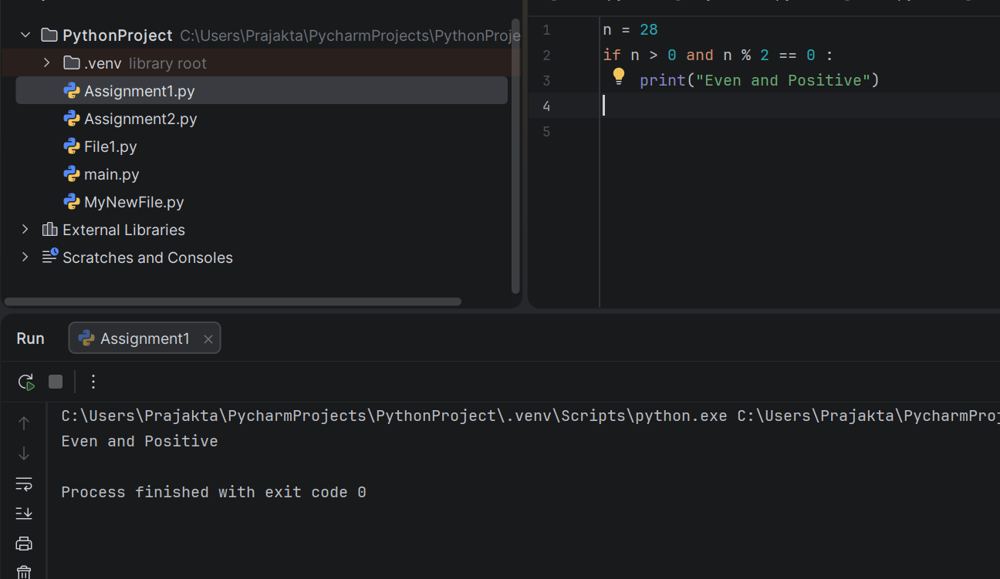 PythonProject C:\Users\Prajakta\PycharmProjects\PythonProje
.venv library root
Assignment1.py
Assignment2.py
File1.py
main.py
MyNewFile.py
External Libraries
Scratches and Consoles
1 n = 28
2 if n > 0 and n % 2 == 0 :
3 print("Even and Positive")
4
5
Run Assignment1
C:\Users\Prajakta\PycharmProjects\PythonProject\.venv\Scripts\python.exe C:\Users\Prajakta\PycharmProj
Even and Positive
Process finished with exit code 0